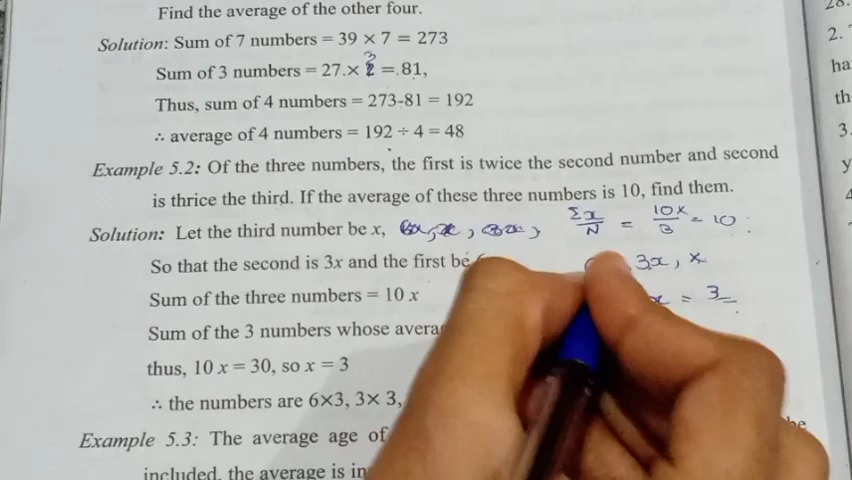 Find the average of the other four.
Solution: Sum of 7 numbers = 39 × 7 = 273
Sum of 3 numbers = 27 × 3 = 81,
Thus, sum of 4 numbers = 273-81 = 192
∴ average of 4 numbers = 192 ÷ 4 = 48
Example 5.2: Of the three numbers, the first is twice the second number and second
is thrice the third. If the average of these three numbers is 10, find them.
Solution: Let the third number be x, Σx/N = 10x/3 = 10
So that the second is 3x and the first be 3x, x
Sum of the three numbers = 10 x x = 3
Sum of the 3 numbers whose
thus, 10 x = 30, so x = 3
∴ the numbers are 6×3, 3× 3,
Example 5.3: The average age of be
included, the average is
2.
ha
th
3.
y